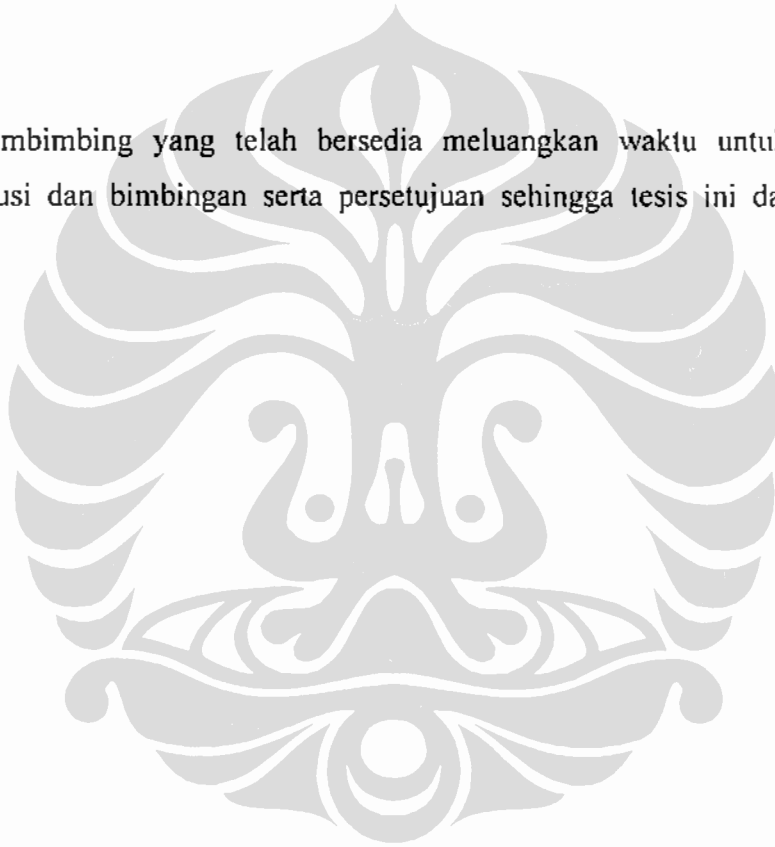 mbimbing yang telah bersedia meluangkan waktu untu
usi dan bimbingan serta persetujuan sehingga tesis ini da